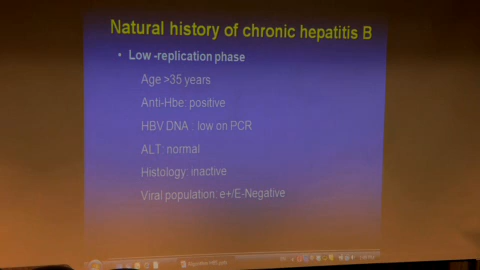 Natural history of chronic hepatitis B
• Low -replication phase
Age >35 years
Anti-Hbe: positive
HBV DNA : low on PCR
ALT: normal
Histology: inactive
Viral population: e+/E-Negative